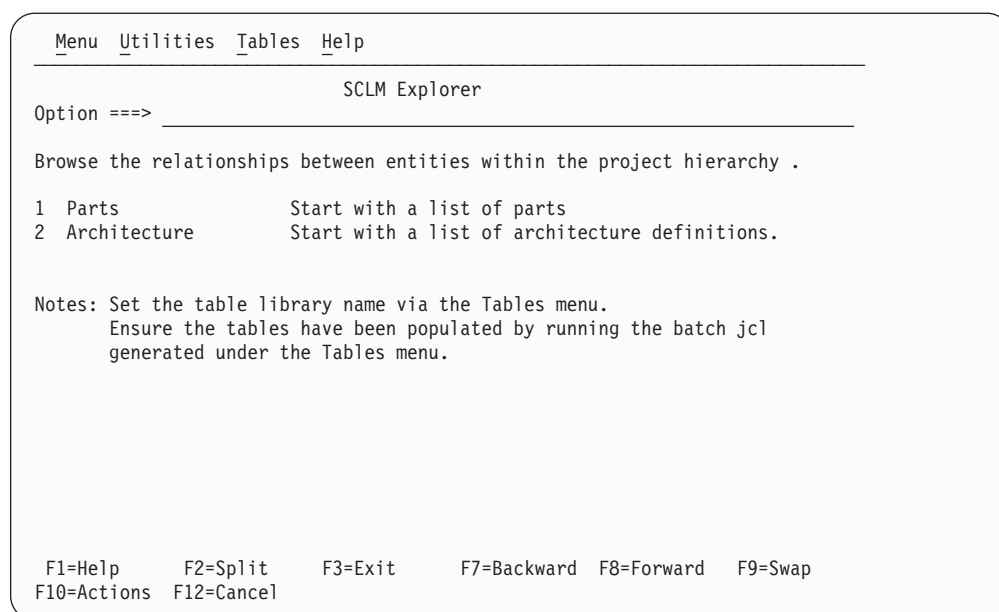 Menu Utilities Tables Help
SCLM Explorer
Option ===>
Browse the relationships between entities within the project hierarchy .
1 Parts Start with a list of parts
2 Architecture Start with a list of architecture definitions.
Notes: Set the table library name via the Tables menu.
Ensure the tables have been populated by running the batch jcl
generated under the Tables menu.
F1=Help F2=Split F3=Exit F7=Backward F8=Forward F9=Swap
F10=Actions F12=Cancel